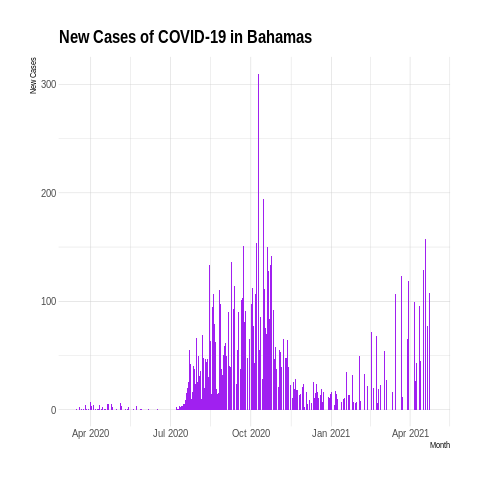 New Cases of COVID-19 in Bahamas
New Cases
300
200
100
0
Apr 2020 Jul 2020 Oct 2020 Jan 2021 Apr 2021
Month